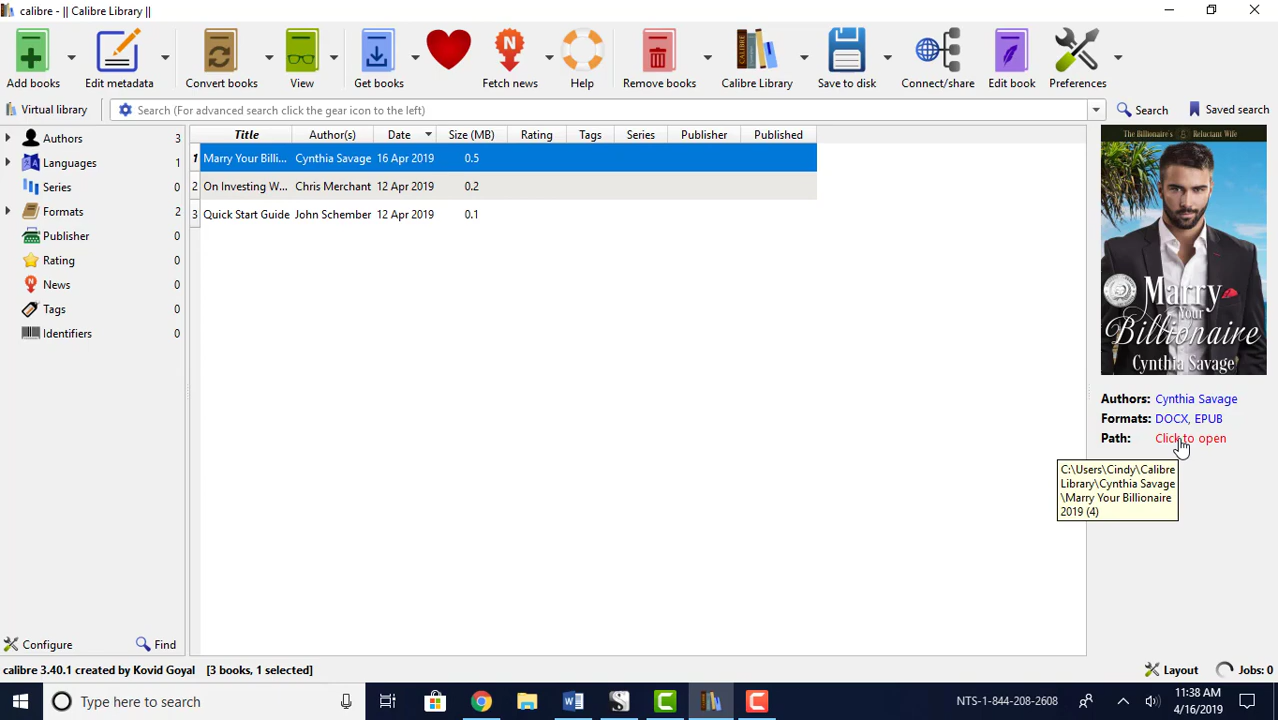 calibre - || Calibre Library ||
Add books
Edit metadata
Convert books
View
Get books
Fetch news
Help
Remove books
Calibre Library
Save to disk
Connect/share
Edit book
Preferences
Virtual library
Search (For advanced search click the gear icon to the left)
Search
Saved search
Authors 3
Languages 1
Series 0
Formats 2
Publisher 0
Rating 0
News 0
Tags 0
Identifiers 0
Title Author(s) Date Size (MB) Rating Tags Series Publisher Published
1 Marry Your Billi... Cynthia Savage 16 Apr 2019 0.5
2 On Investing W... Chris Merchant 12 Apr 2019 0.2
3 Quick Start Guide John Schember 12 Apr 2019 0.1
The Billionaire's Reluctant Wife
Marry
Your
Billionaire
Cynthia Savage
Authors: Cynthia Savage
Formats: DOCX, EPUB
Path: Click to open
C:\Users\Cindy\Calibre
Library\Cynthia Savage
\Marry Your Billionaire
2019 (4)
Configure
Find
calibre 3.40.1 created by Kovid Goyal [3 books, 1 selected]
Layout
Jobs: 0
Type here to search
NTS-1-844-208-2608
11:38 AM
4/16/2019